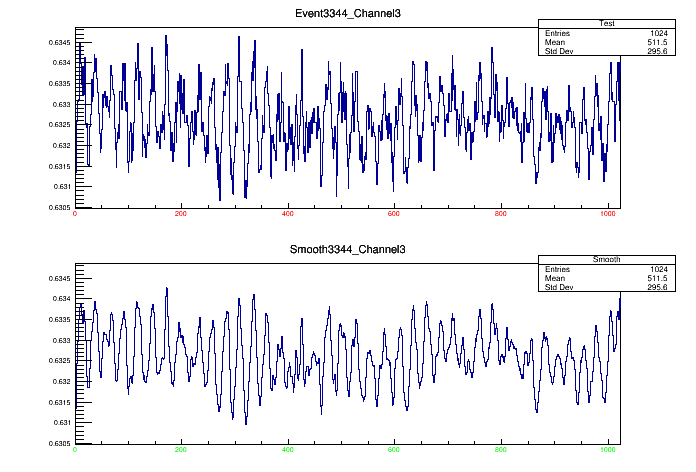 Event3344_Channel3
Test
Entries 1024
Mean 511.5
Std Dev 295.6
0.6345
0.634
0.6335
0.633
0.6325
0.632
0.6315
0.631
0.6305
0 200 400 600 800 1000
Smooth3344_Channel3
Smooth
Entries 1024
Mean 511.5
Std Dev 295.6
0.6345
0.634
0.6335
0.633
0.6325
0.632
0.6315
0.631
0.6305
0 200 400 600 800 1000